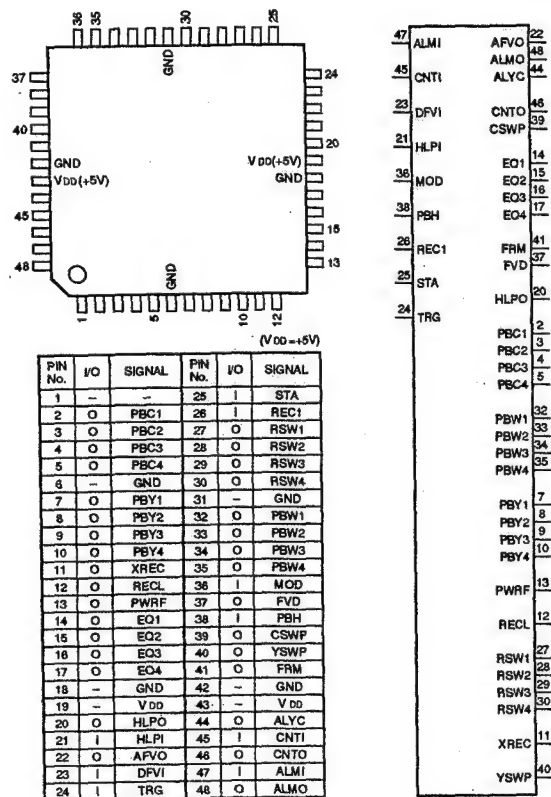 36 35 30 25
GND
37 24
40
20
GND VDD(+5V)
VDD(+5V) GND
45
15
48 13
GND
1 5 10 12
(VDD=+5V)
PIN No. I/O SIGNAL PIN No. I/O SIGNAL
1 – – 25 I STA
2 O PBC1 26 I REC1
3 O PBC2 27 O RSW1
4 O PBC3 28 O RSW2
5 O PBC4 29 O RSW3
6 – GND 30 O RSW4
7 O PBY1 31 – GND
8 O PBY2 32 O PBW1
9 O PBY3 33 O PBW2
10 O PBY4 34 O PBW3
11 O XREC 35 O PBW4
12 O RECL 36 I MOD
13 O PWRF 37 O FVD
14 O EQ1 38 I PBH
15 O EQ2 39 O CSWP
16 O EQ3 40 O YSWP
17 O EQ4 41 O FRM
18 – GND 42 – GND
19 – VDD 43 – VDD
20 O HLPO 44 O ALYC
21 I HLPI 45 I CNTI
22 O AFVO 46 O CNTO
23 I DFVI 47 I ALMI
24 I TRG 48 O ALMO
47 ALMI
45 CNTI
23 DFVI
21 HLPI
36 MOD
38 PBH
26 REC1
25 STA
24 TRG
AFVO 22
ALMO 48
ALYC 44
CNTO 46
CSWP 39
EQ1 14
EQ2 15
EQ3 16
EQ4 17
FRM 41
FVD 37
HLPO 20
PBC1 2
PBC2 3
PBC3 4
PBC4 5
PBW1 32
PBW2 33
PBW3 34
PBW4 35
PBY1 7
PBY2 8
PBY3 9
PBY4 10
PWRF 13
RECL 12
RSW1 27
RSW2 28
RSW3 29
RSW4 30
XREC 11
YSWP 40